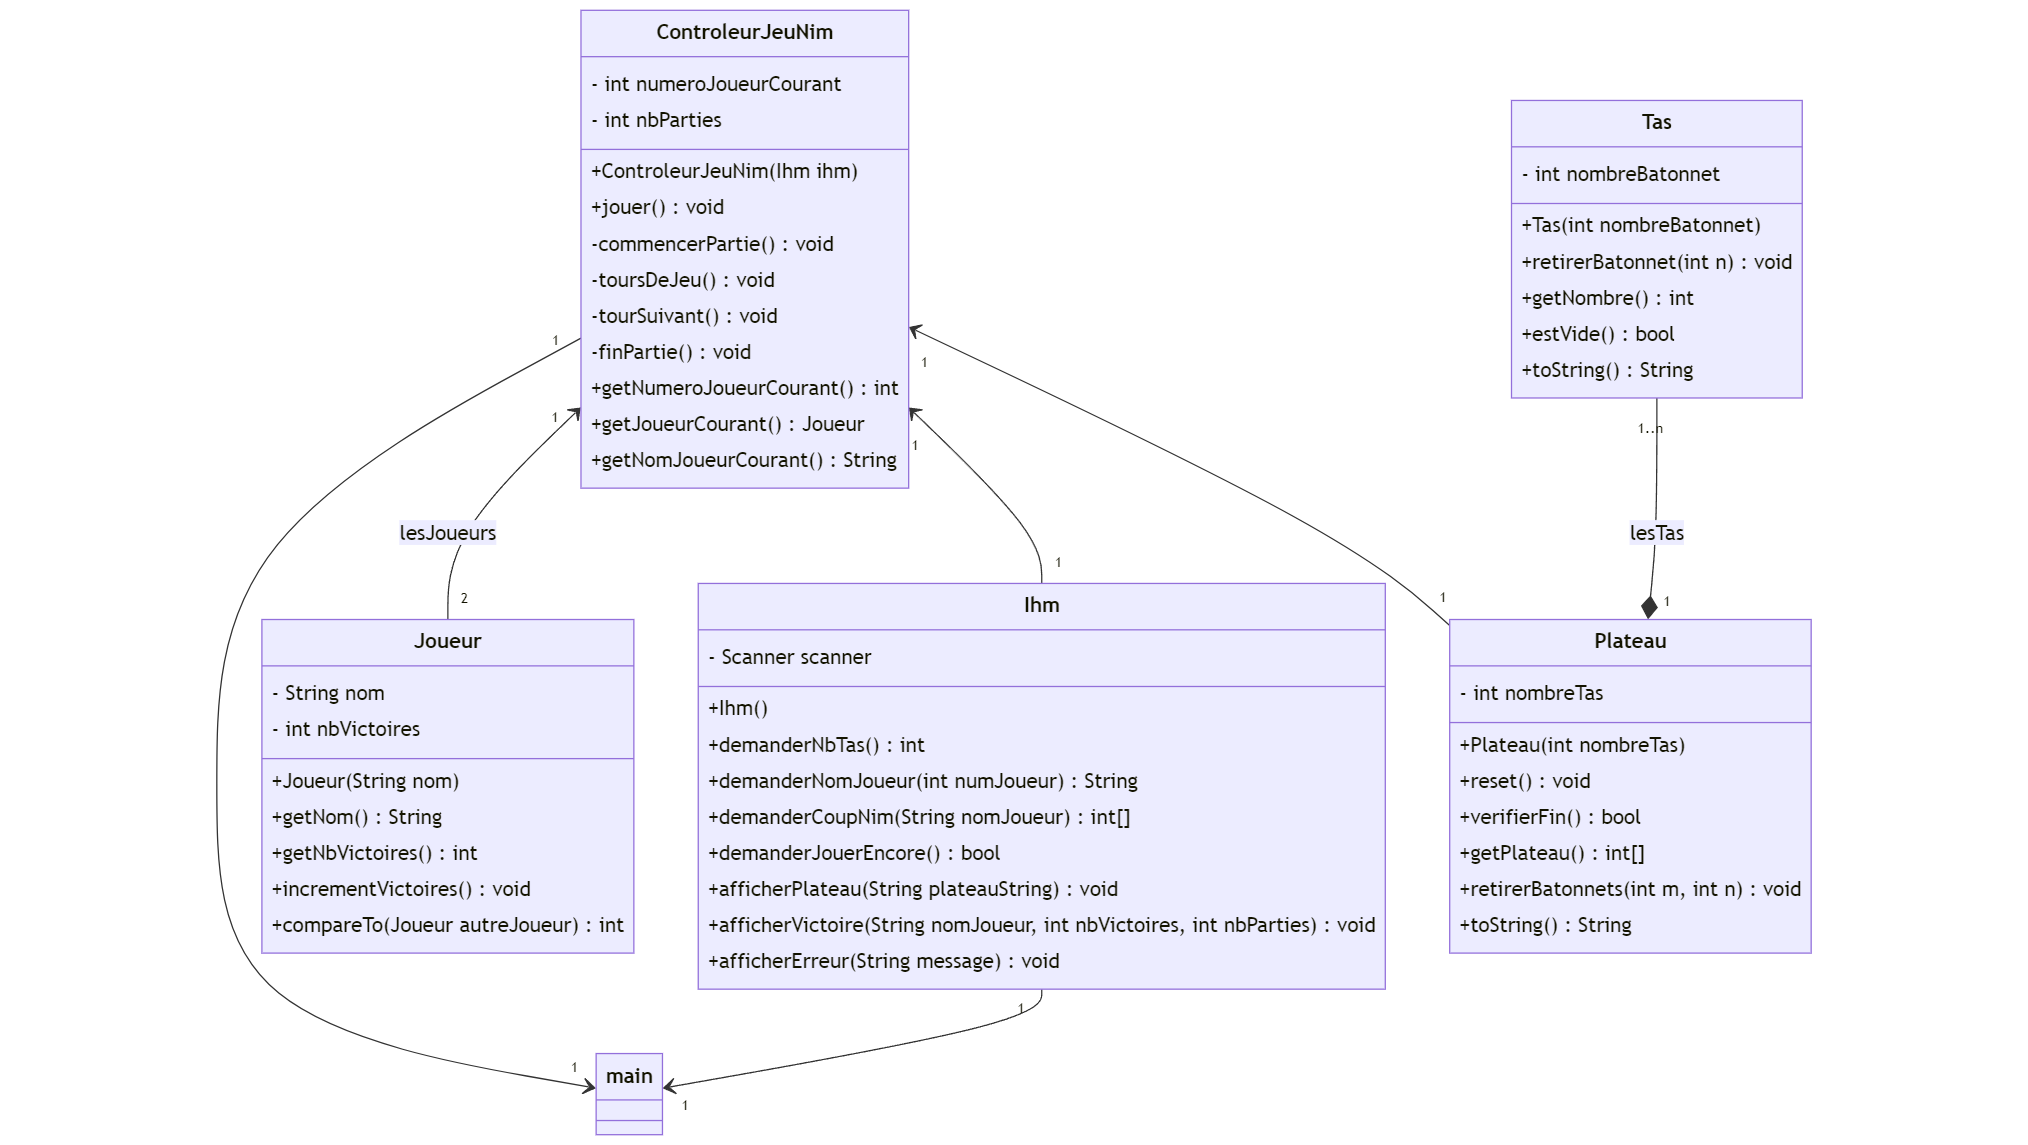 ControleurJeuNim
- int numeroJoueurCourant
- int nbParties
+ControleurJeuNim(Ihm ihm)
+jouer() : void
-commencerPartie() : void
-toursDeJeu() : void
-tourSuivant() : void
-finPartie() : void
+getNumeroJoueurCourant() : int
+getJoueurCourant() : Joueur
+getNomJoueurCourant() : String
Tas
- int nombreBatonnet
+Tas(int nombreBatonnet)
+retirerBatonnet(int n) : void
+getNombre() : int
+estVide() : bool
+toString() : String
1
1
1
1
1..n
lesJoueurs
lesTas
2
1
1
1
Joueur
- String nom
- int nbVictoires
+Joueur(String nom)
+getNom() : String
+getNbVictoires() : int
+incrementVictoires() : void
+compareTo(Joueur autreJoueur) : int
Ihm
- Scanner scanner
+Ihm()
+demanderNbTas() : int
+demanderNomJoueur(int numJoueur) : String
+demanderCoupNim(String nomJoueur) : int[]
+demanderJouerEncore() : bool
+afficherPlateau(String plateauString) : void
+afficherVictoire(String nomJoueur, int nbVictoires, int nbParties) : void
+afficherErreur(String message) : void
Plateau
- int nombreTas
+Plateau(int nombreTas)
+reset() : void
+verifierFin() : bool
+getPlateau() : int[]
+retirerBatonnets(int m, int n) : void
+toString() : String
1
1
main
1